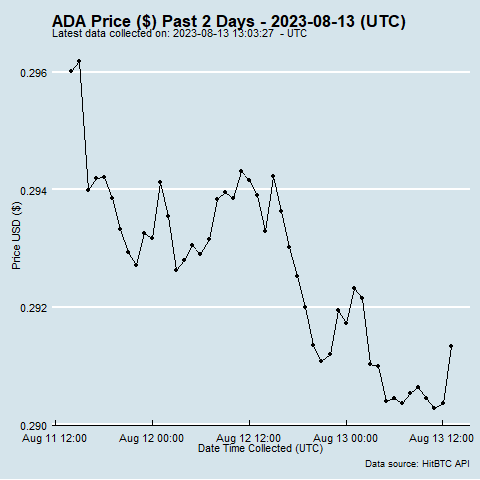 ADA Price ($) Past 2 Days - 2023-08-13 (UTC)
Latest data collected on: 2023-08-13 13:03:27  - UTC
0.296
0.294
0.292
0.290
Price USD ($)
Aug 11 12:00 Aug 12 00:00 Aug 12 12:00 Aug 13 00:00 Aug 13 12:00
Date Time Collected (UTC)
Data source: HitBTC API